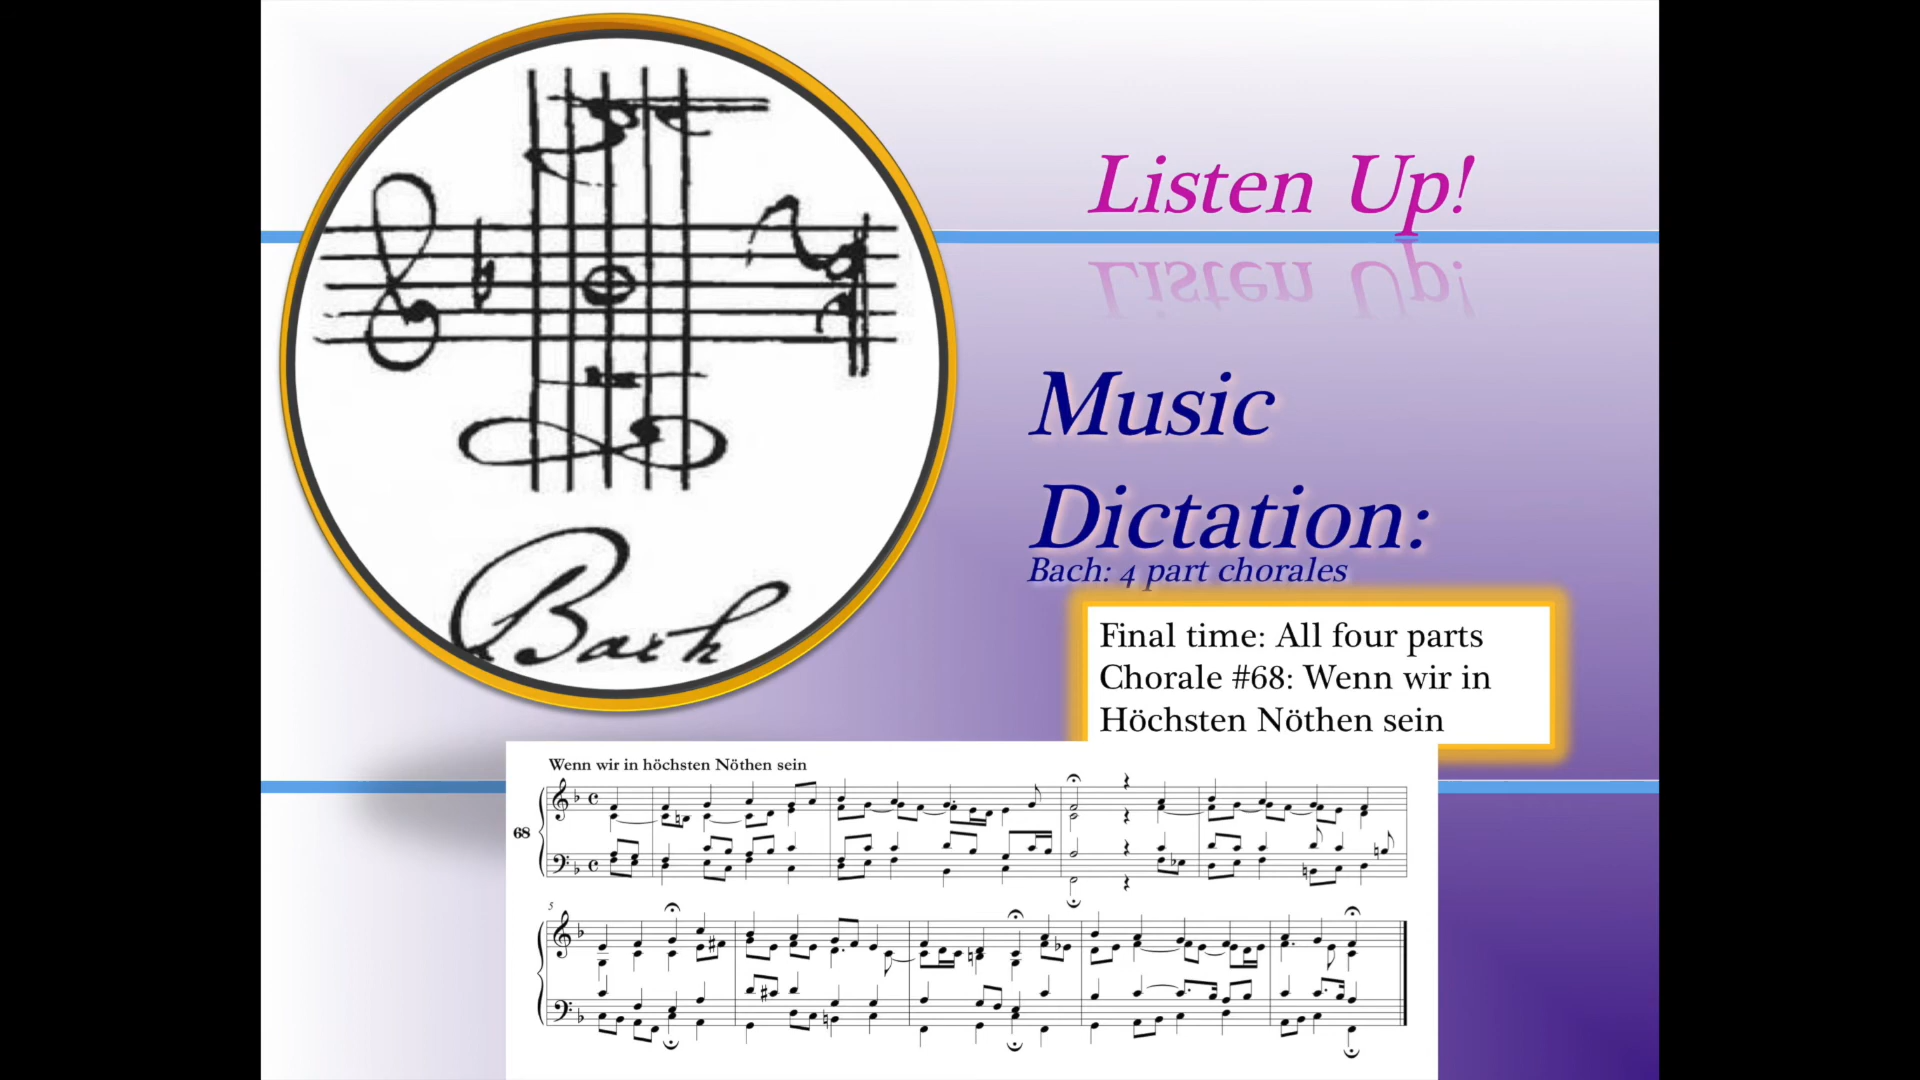 Listen Up!
Music
Dictation:
Bach: 4 part chorales
Final time: All four parts
Chorale #68: Wenn wir in
Höchsten Nöthen sein
Bach
Wenn wir in höchsten Nöthen sein
68
5